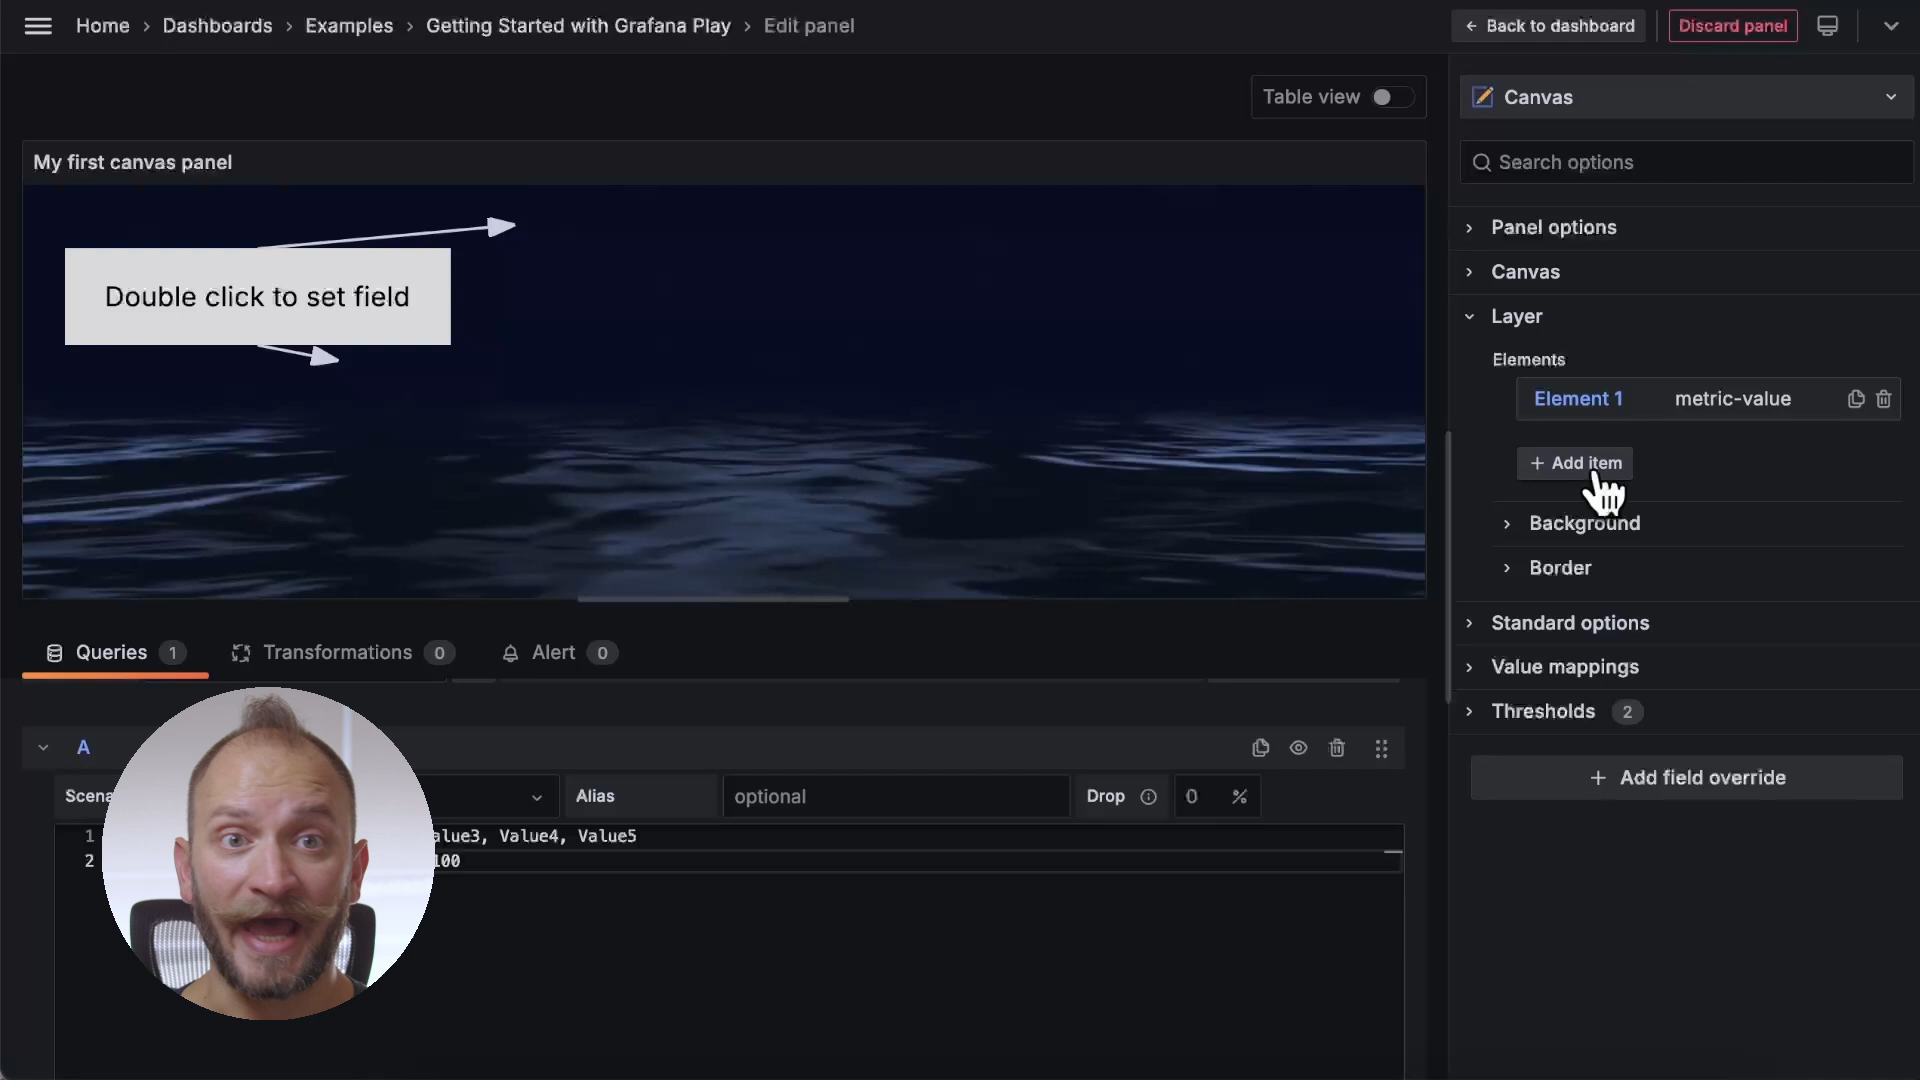 Home › Dashboards › Examples › Getting Started with Grafana Play › Edit panel
← Back to dashboard
Discard panel
Table view
Canvas
Search options
My first canvas panel
Double click to set field
Panel options
Canvas
Layer
Elements
Element 1 metric-value
+ Add item
Background
Border
Standard options
Value mappings
Thresholds 2
+ Add field override
Queries 1 Transformations 0 Alert 0
A
Alias optional Drop 0 %
1 Value4, Value5
2 100